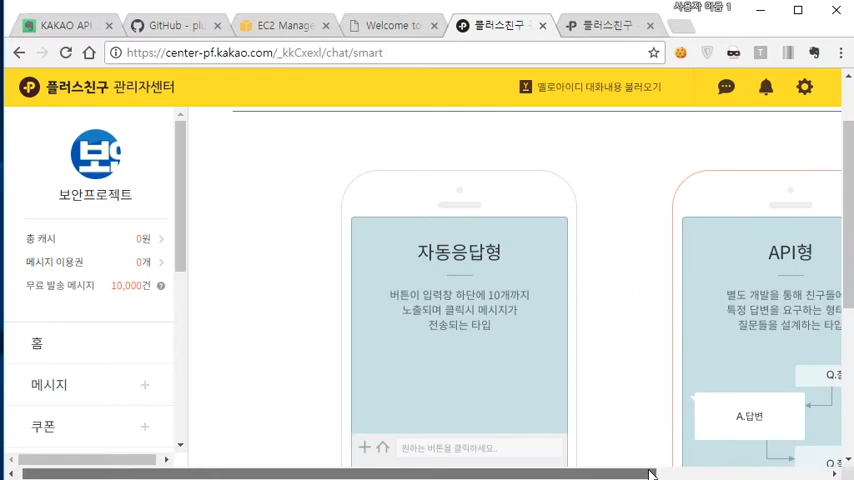 사용자 이름 1
KAKAO API
GitHub - plu
EC2 Manage
Welcome to
플러스친구
플러스친구 -
https://center-pf.kakao.com/_kkCxexl/chat/smart
플러스친구 관리자센터
옐로아이디 대화내용 불러오기
보안프로젝트
총 캐시 0원
메시지 이용권 0개
무료 발송 메시지 10,000건
홈
메시지
쿠폰
자동응답형
버튼이 입력창 하단에 10개까지
노출되며 클릭시 메시지가
전송되는 타입
원하는 버튼을 클릭하세요..
API형
별도 개발을 통해 친구들에
특정 답변을 요구하는 형태
질문들을 설계하는 타입
A.답변